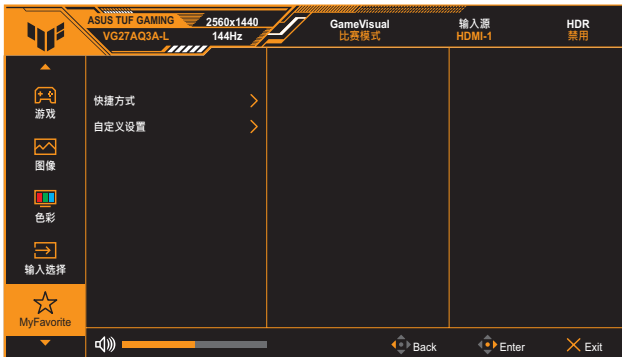 ASUS TUF GAMING 2560x1440
VG27AQ3A-L 144Hz
GameVisual
比赛模式
输入源
HDMI-1
HDR
禁用
游戏
图像
色彩
输入选择
MyFavorite
快捷方式
自定义设置
Back
Enter
Exit